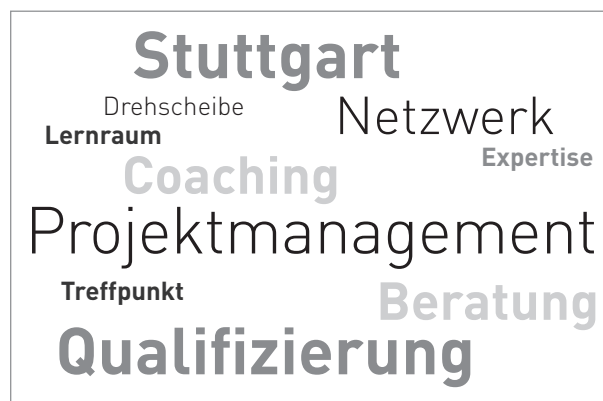 Stuttgart
Drehscheibe
Netzwerk
Lernraum
Expertise
Coaching
Projektmanagement
Treffpunkt
Beratung
Qualifizierung